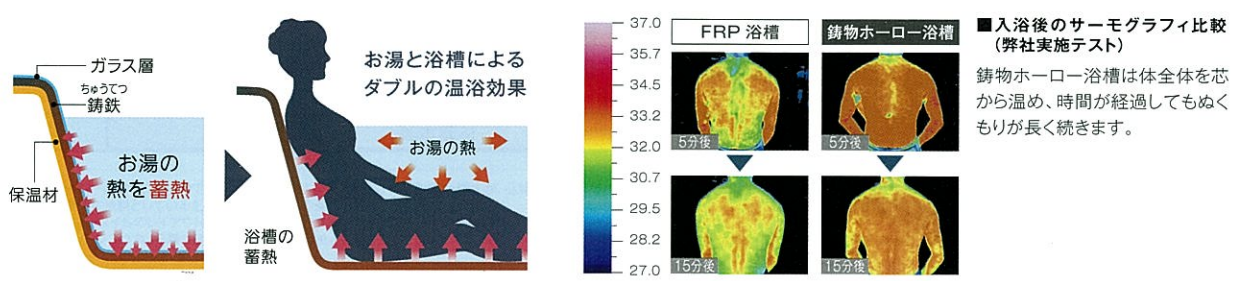 ガラス層
ちゅうてつ
鋳鉄
保温材
お湯の
熱を蓄熱
お湯と浴槽による
ダブルの温浴効果
お湯の熱
浴槽の
蓄熱
37.0
35.7
34.5
33.2
32.0
30.7
29.5
28.2
27.0
FRP 浴槽
鋳物ホーロー浴槽
5分後
5分後
15分後
15分後
■入浴後のサーモグラフィ比較
（弊社実施テスト）
鋳物ホーロー浴槽は体全体を芯
から温め、時間が経過してもぬく
もりが長く続きます。